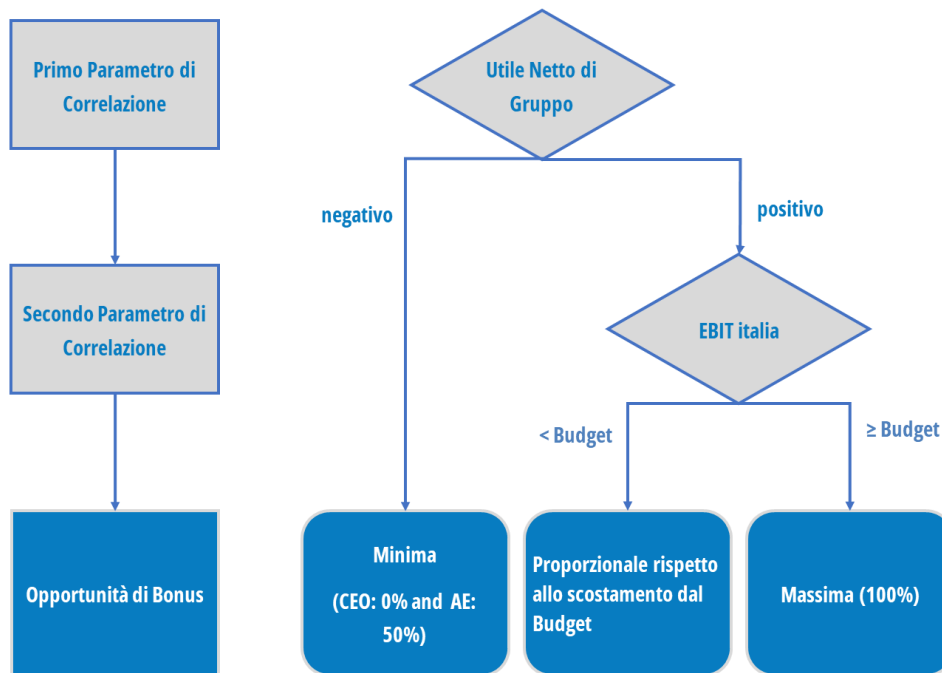 Primo Parametro di
Correlazione
Utile Netto di
Gruppo
negativo
positivo
Secondo Parametro di
Correlazione
EBIT italia
< Budget
≥ Budget
Opportunità di Bonus
Minima
(CEO: 0% and AE:
50%)
Proporzionale rispetto
allo scostamento dal
Budget
Massima (100%)